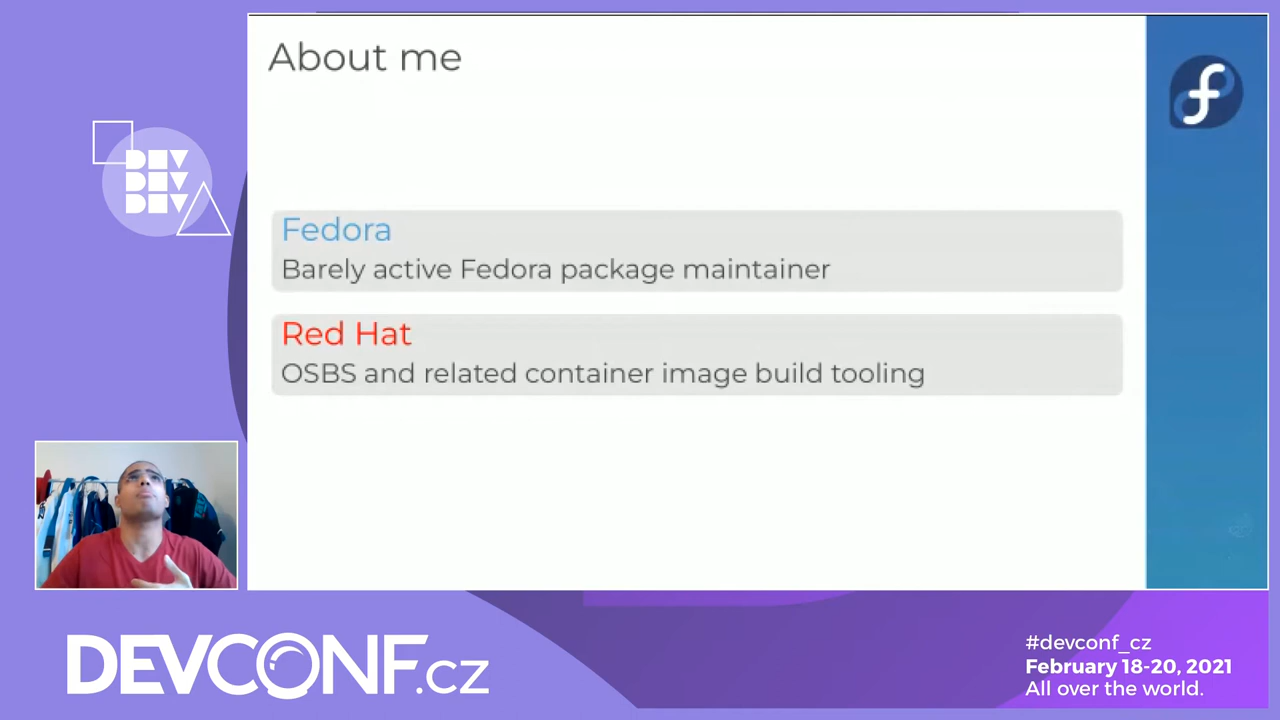 About me
DEV
DEV
DEV
Fedora
Barely active Fedora package maintainer
Red Hat
OSBS and related container image build tooling
DEVCONF.cz
#devconf_cz
February 18-20, 2021
All over the world.